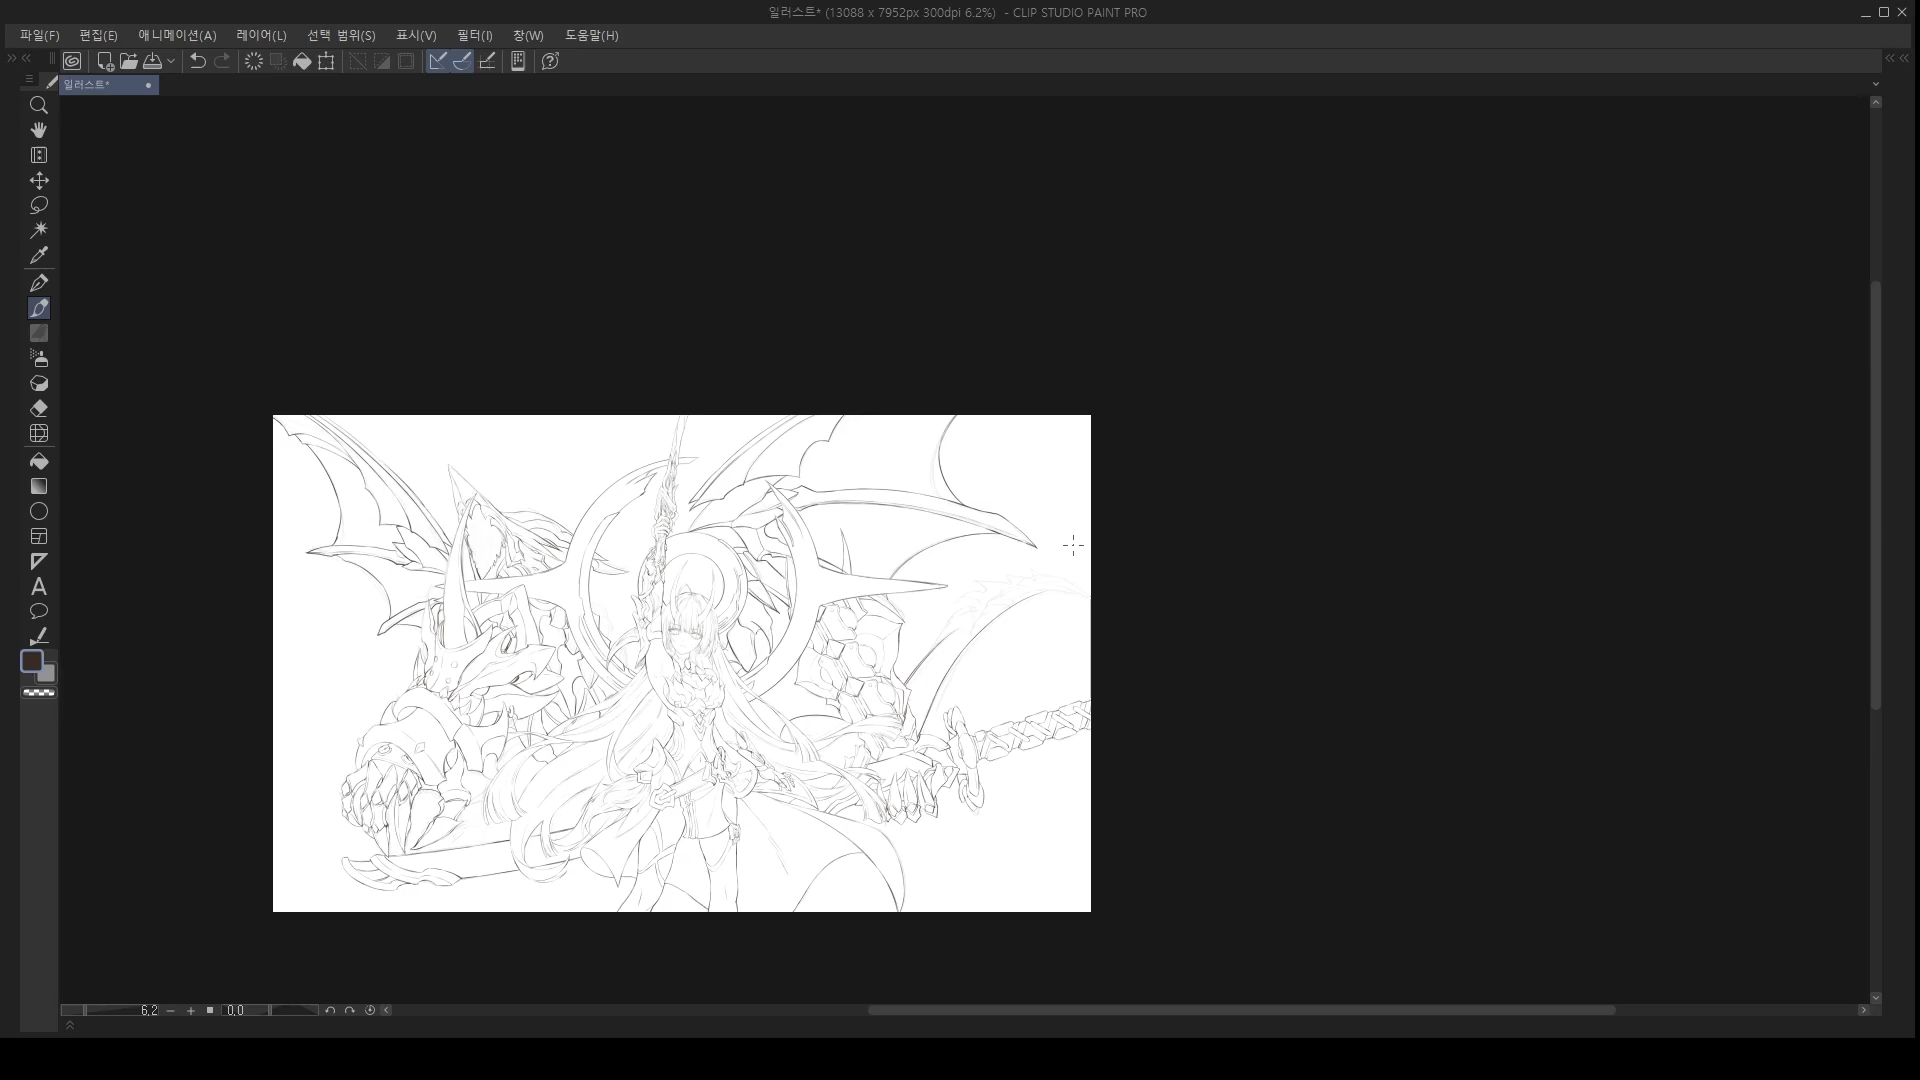 일러스트* (13088 x 7952px 300dpi 6.2%) - CLIP STUDIO PAINT PRO
파일(F) 편집(E) 애니메이션(A) 레이어(L) 선택 범위(S) 표시(V) 필터(I) 창(W) 도움말(H)
일러스트*
A
6.2 0.0